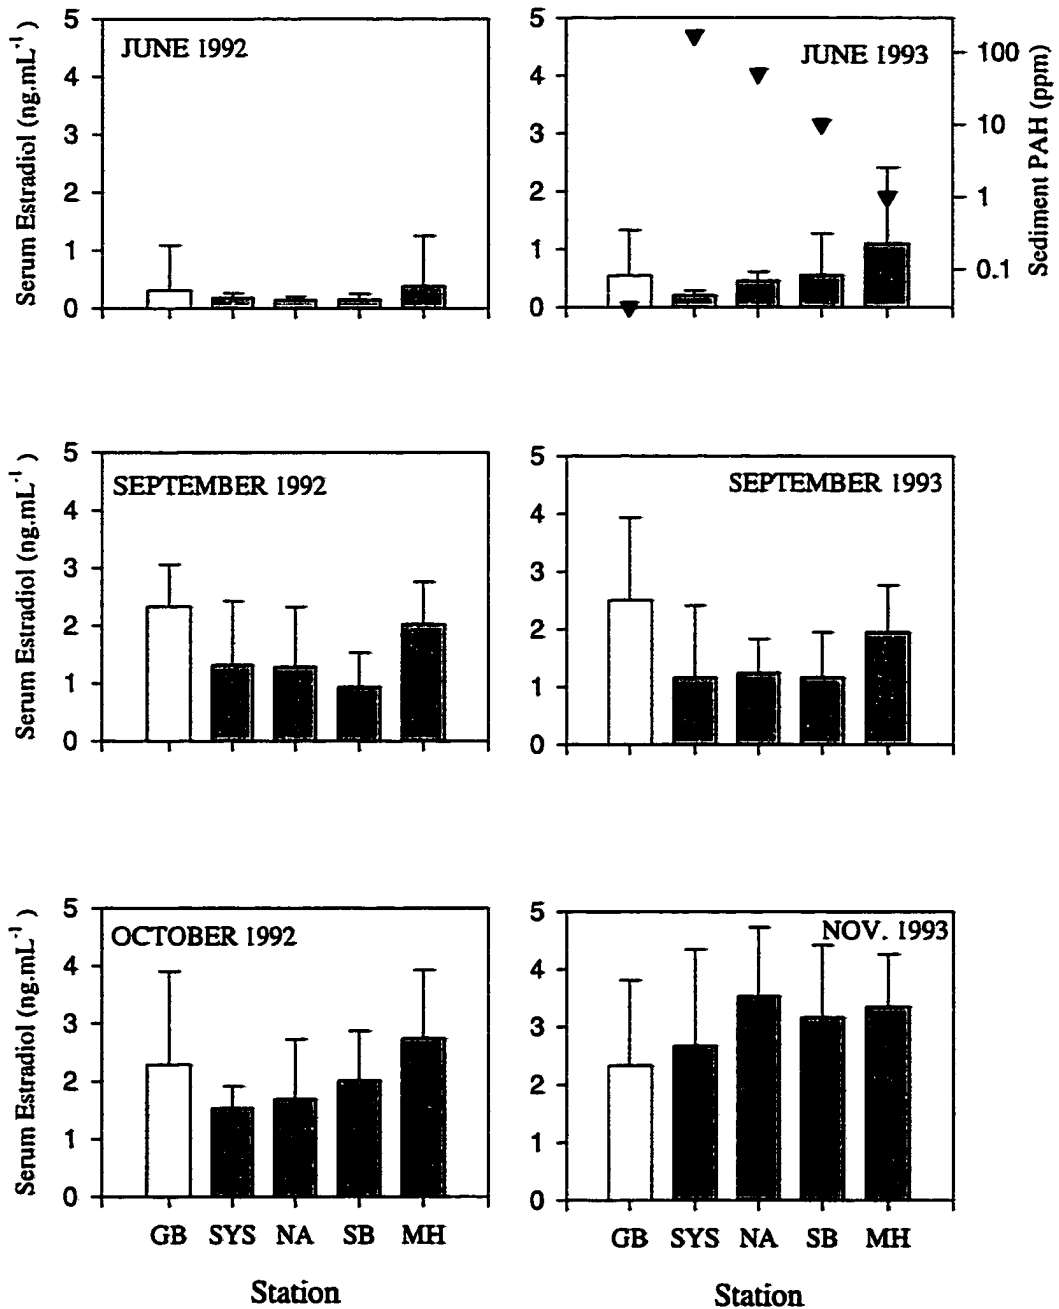 5 JUNE 1992
4
3
2
1
0
Serum Estradiol (ng.mL⁻¹)
5 JUNE 1993
4
3
2
1
0
100
10
1
0.1
Sediment PAH (ppm)
5 SEPTEMBER 1992
4
3
2
1
0
Serum Estradiol (ng.mL⁻¹)
5 SEPTEMBER 1993
4
3
2
1
0
5 OCTOBER 1992
4
3
2
1
0
Serum Estradiol (ng.mL⁻¹)
GB SYS NA SB MH
Station
5 NOV. 1993
4
3
2
1
0
GB SYS NA SB MH
Station